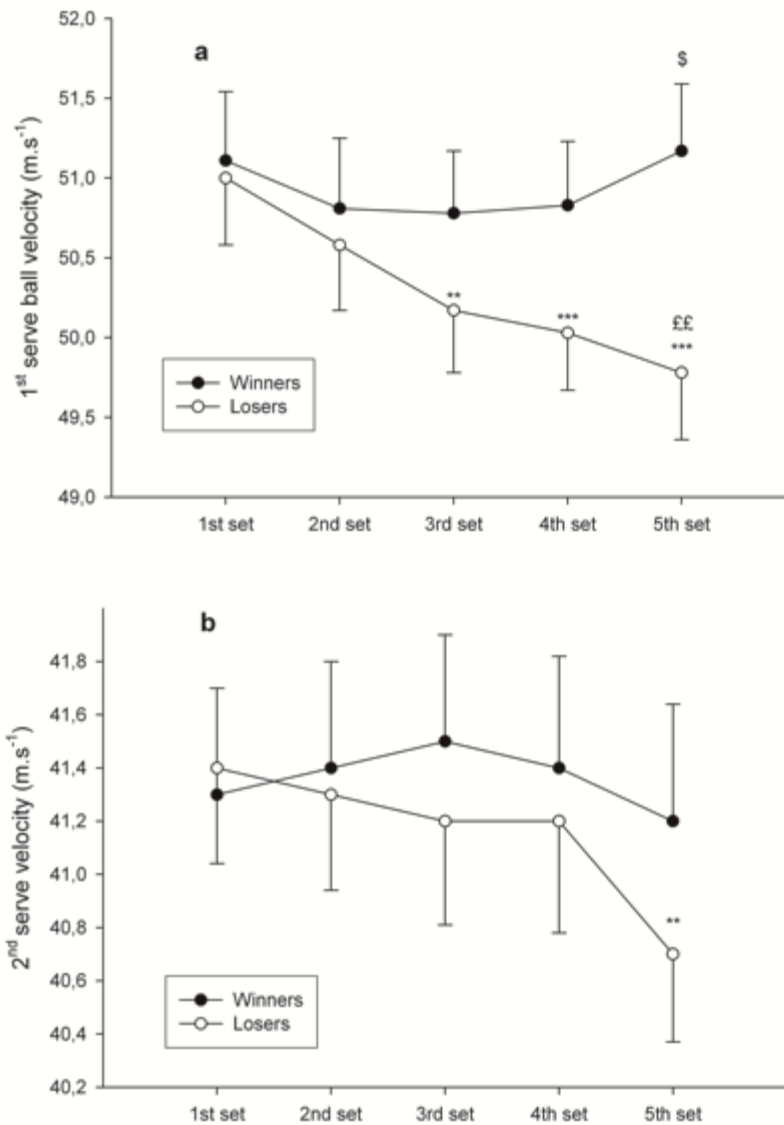 52,0
a
$
51,5
51,0
50,5
**
***
££
***
50,0
49,5
49,0
1st serve ball velocity (m.s-1)
Winners
Losers
1st set 2nd set 3rd set 4th set 5th set
b
41,8
41,6
41,4
41,2
41,0
40,8
**
40,6
40,4
40,2
2nd serve velocity (m.s-1)
Winners
Losers
1st set 2nd set 3rd set 4th set 5th set